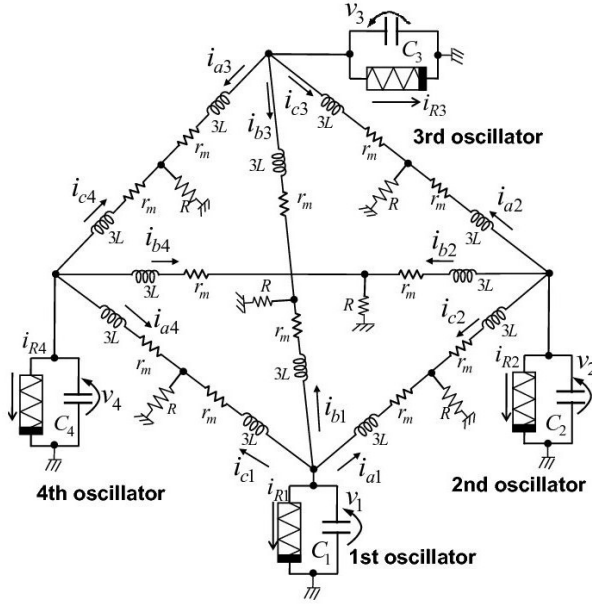 v3
C3
iR3
3rd oscillator
ia3
3L
ic3
3L
ib3
3L
rm
rm
rm
ic4
rm
3L
R
R
rm
ia2
3L
ib4
3L
rm
ib2
rm
3L
R
R
ia4
3L
rm
rm
3L
ic2
rm
3L
iR4
v4
C4
4th oscillator
R
rm
3L
ib1
3L
rm
R
iR2
v2
C2
2nd oscillator
ic1
ia1
iR1
v1
C1
1st oscillator